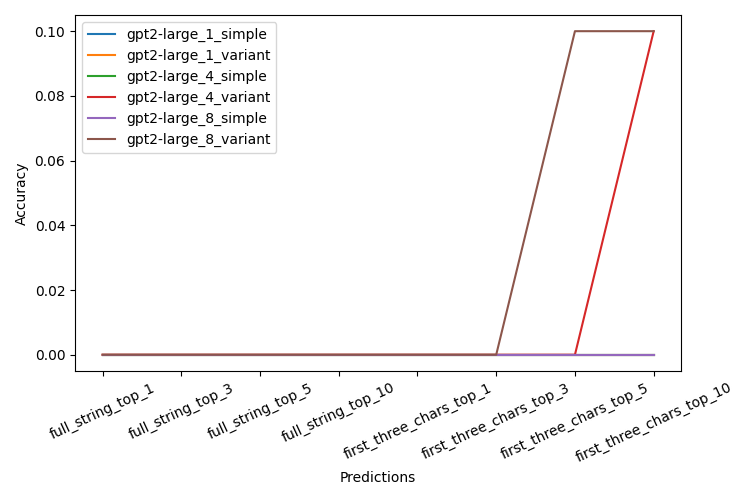 gpt2-large_1_simple
gpt2-large_1_variant
gpt2-large_4_simple
gpt2-large_4_variant
gpt2-large_8_simple
gpt2-large_8_variant
Accuracy
0.10
0.08
0.06
0.04
0.02
0.00
full_string_top_1
full_string_top_3
full_string_top_5
full_string_top_10
first_three_chars_top_1
first_three_chars_top_3
first_three_chars_top_5
first_three_chars_top_10
Predictions